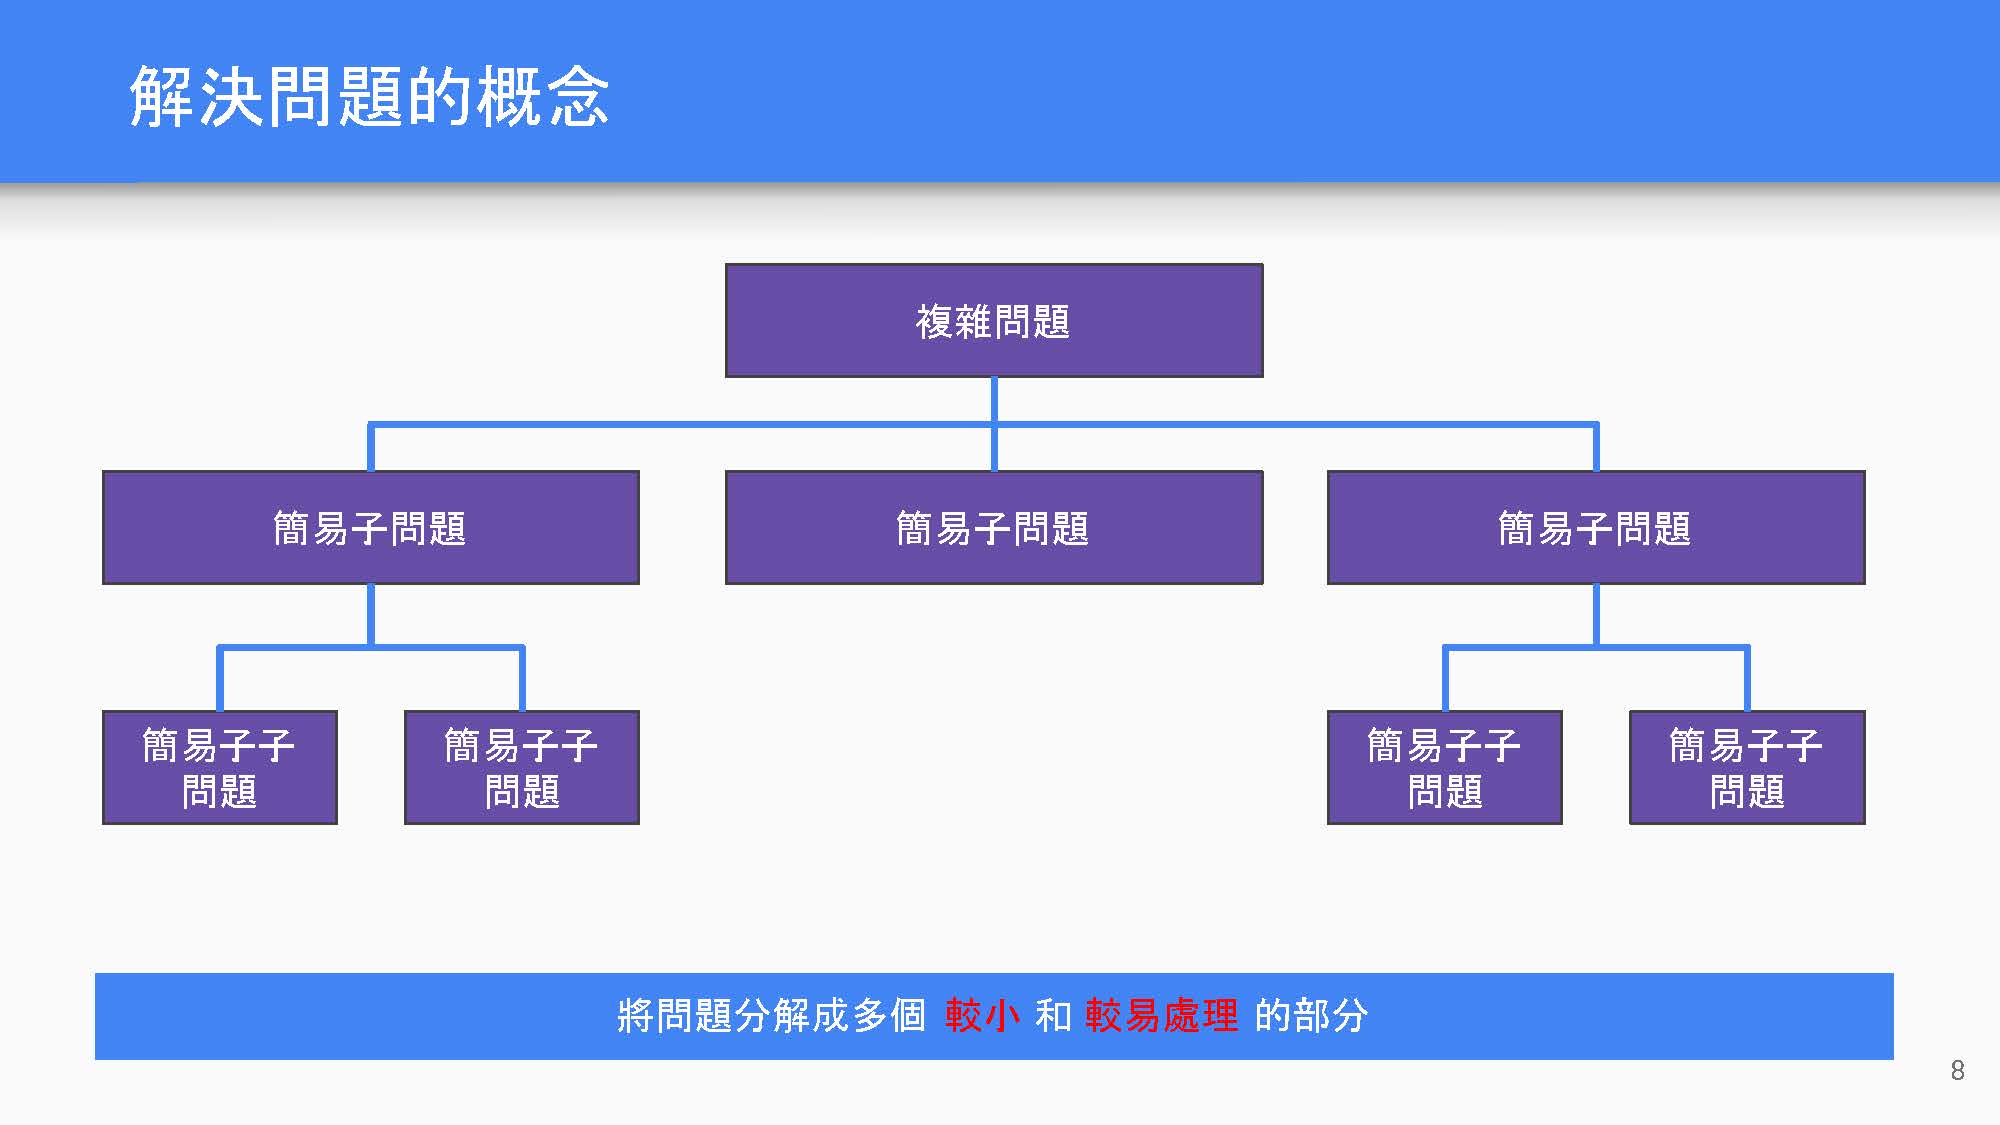 解決問題的概念
複雜問題
簡易子問題
簡易子問題
簡易子問題
簡易子子
問題
簡易子子
問題
簡易子子
問題
簡易子子
問題
將問題分解成多個 較小 和 較易處理 的部分
8